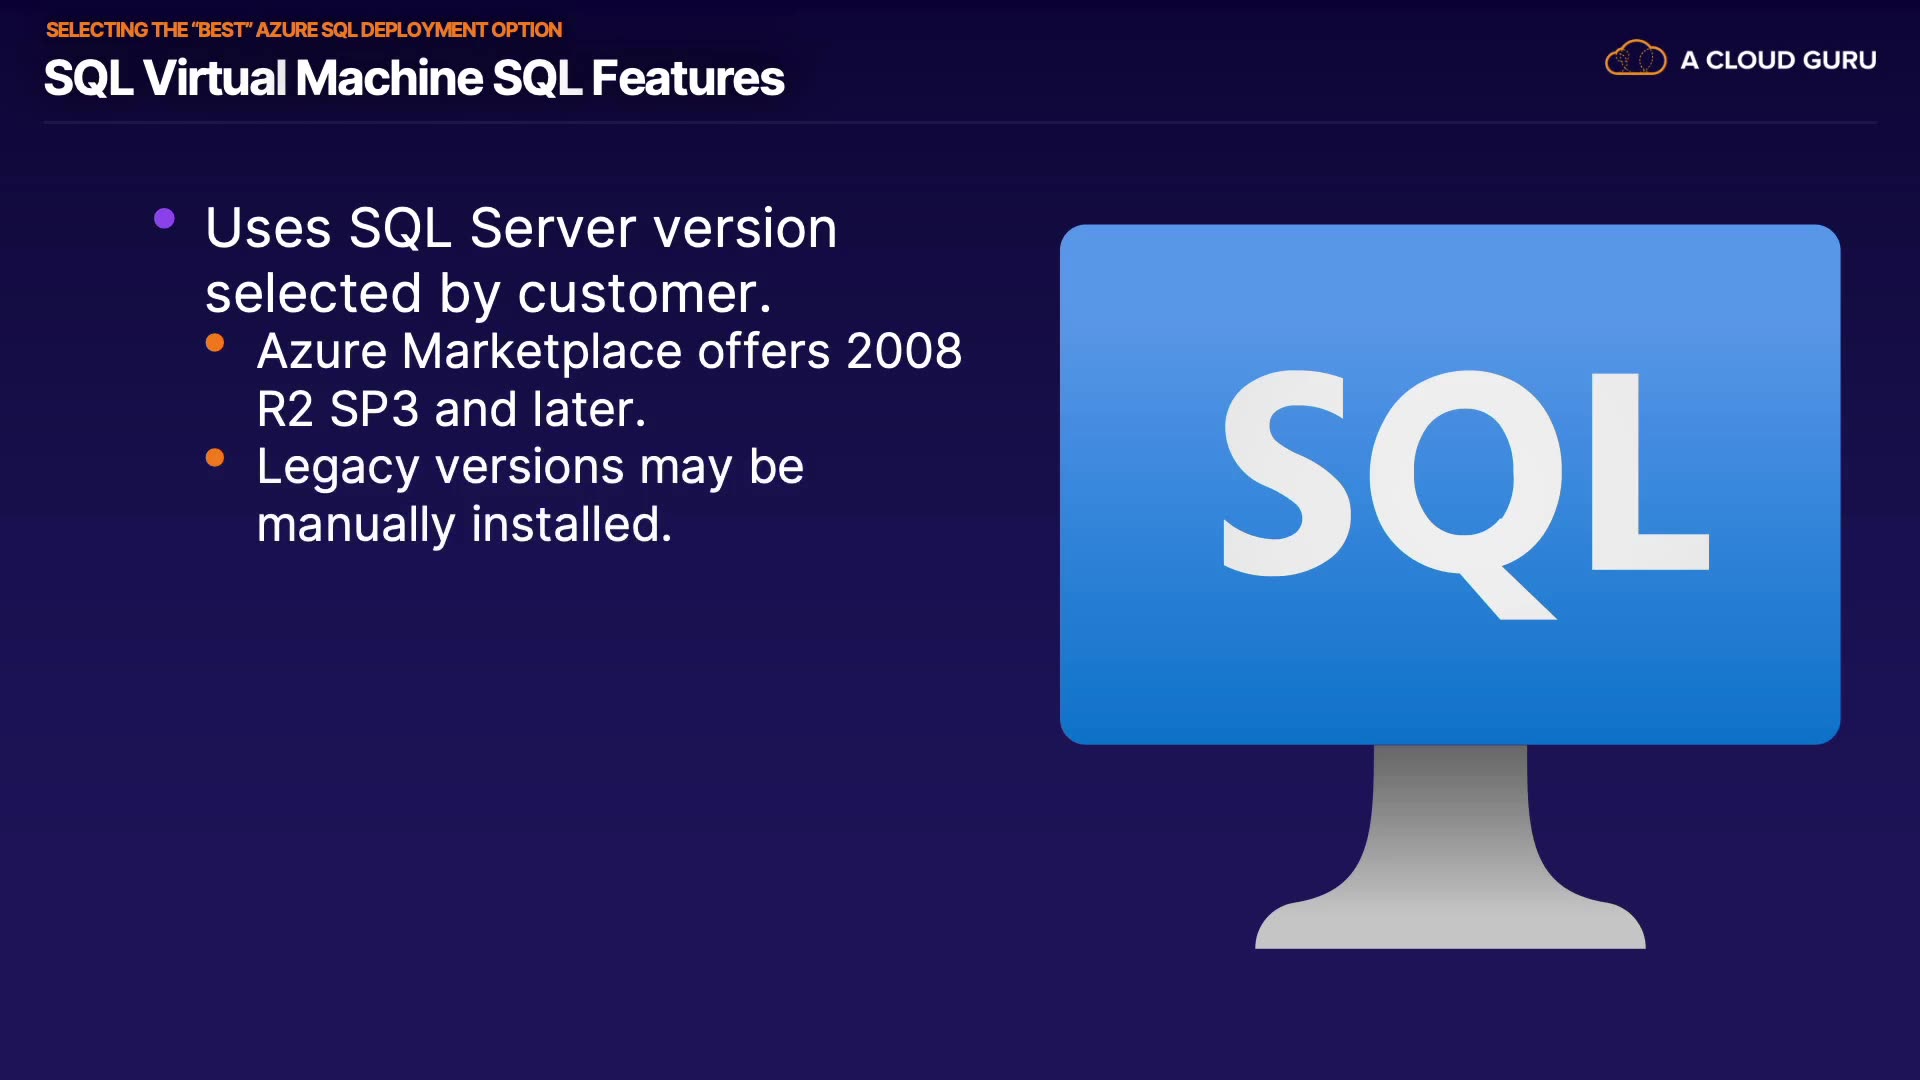 SELECTING THE “BEST” AZURE SQL DEPLOYMENT OPTION
SQL Virtual Machine SQL Features
A CLOUD GURU
Uses SQL Server version
selected by customer.
Azure Marketplace offers 2008
R2 SP3 and later.
Legacy versions may be
manually installed.
SQL